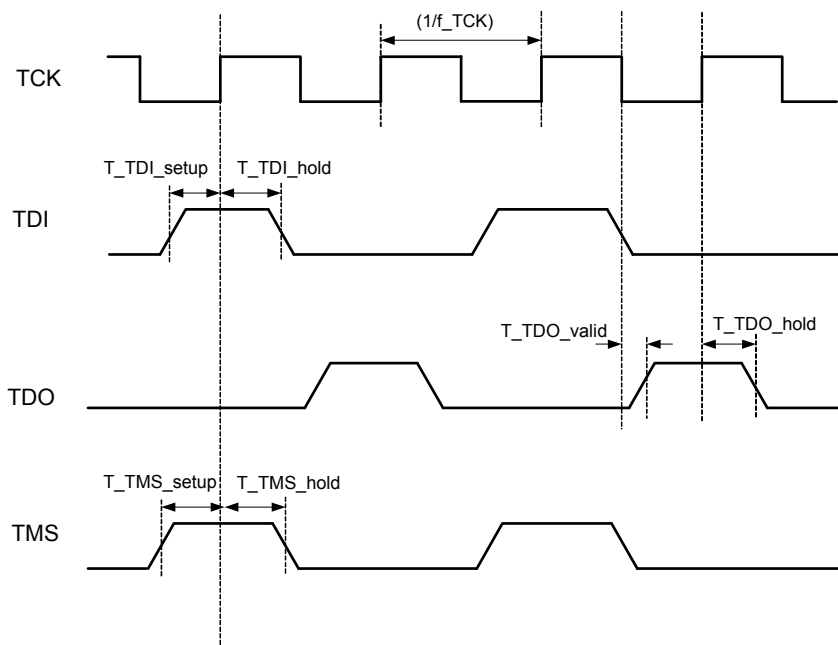 (1/f_TCK)
TCK
T_TDI_setup T_TDI_hold
TDI
T_TDO_valid T_TDO_hold
TDO
T_TMS_setup T_TMS_hold
TMS